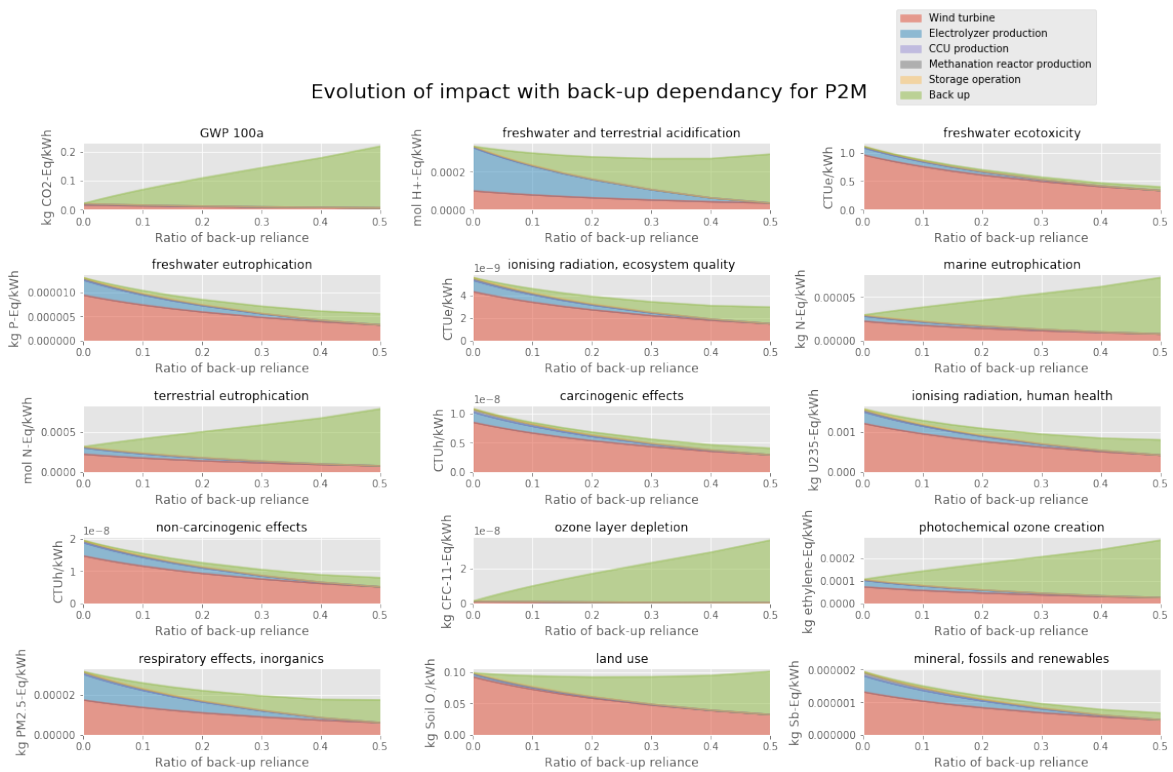 Wind turbine
Electrolyzer production
CCU production
Methanation reactor production
Storage operation
Back up
Evolution of impact with back-up dependancy for P2M
GWP 100a
kg CO2-Eq/kWh
0.2
0.1
0.0
0.0 0.1 0.2 0.3 0.4 0.5
Ratio of back-up reliance
freshwater and terrestrial acidification
mol H+-Eq/kWh
0.0002
0.0000
0.0 0.1 0.2 0.3 0.4 0.5
Ratio of back-up reliance
freshwater ecotoxicity
CTUe/kWh
1.0
0.5
0.0
0.0 0.1 0.2 0.3 0.4 0.5
Ratio of back-up reliance
freshwater eutrophication
kg P-Eq/kWh
0.000010
0.000005
0.000000
0.0 0.1 0.2 0.3 0.4 0.5
Ratio of back-up reliance
ionising radiation, ecosystem quality
1e−9
CTUe/kWh
4
2
0
0.0 0.1 0.2 0.3 0.4 0.5
Ratio of back-up reliance
marine eutrophication
kg N-Eq/kWh
0.00005
0.00000
0.0 0.1 0.2 0.3 0.4 0.5
Ratio of back-up reliance
terrestrial eutrophication
mol N-Eq/kWh
0.0005
0.0000
0.0 0.1 0.2 0.3 0.4 0.5
Ratio of back-up reliance
carcinogenic effects
1e−8
CTUh/kWh
1.0
0.5
0.0
0.0 0.1 0.2 0.3 0.4 0.5
Ratio of back-up reliance
ionising radiation, human health
kg U235-Eq/kWh
0.001
0.000
0.0 0.1 0.2 0.3 0.4 0.5
Ratio of back-up reliance
non-carcinogenic effects
1e−8
CTUh/kWh
2
1
0
0.0 0.1 0.2 0.3 0.4 0.5
Ratio of back-up reliance
ozone layer depletion
1e−8
kg CFC-11-Eq/kWh
2
0
0.0 0.1 0.2 0.3 0.4 0.5
Ratio of back-up reliance
photochemical ozone creation
kg ethylene-Eq/kWh
0.0002
0.0001
0.0000
0.0 0.1 0.2 0.3 0.4 0.5
Ratio of back-up reliance
respiratory effects, inorganics
kg PM2.5-Eq/kWh
0.00002
0.00000
0.0 0.1 0.2 0.3 0.4 0.5
Ratio of back-up reliance
land use
kg Soil O /kWh
0.10
0.05
0.00
0.0 0.1 0.2 0.3 0.4 0.5
Ratio of back-up reliance
mineral, fossils and renewables
kg Sb-Eq/kWh
0.000002
0.000001
0.000000
0.0 0.1 0.2 0.3 0.4 0.5
Ratio of back-up reliance